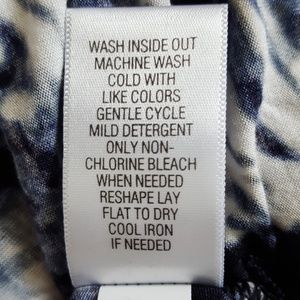 WASH INSIDE OUT
MACHINE WASH
COLD WITH
LIKE COLORS
GENTLE CYCLE
MILD DETERGENT
ONLY NON-
CHLORINE BLEACH
WHEN NEEDED
RESHAPE LAY
FLAT TO DRY
COOL IRON
IF NEEDED